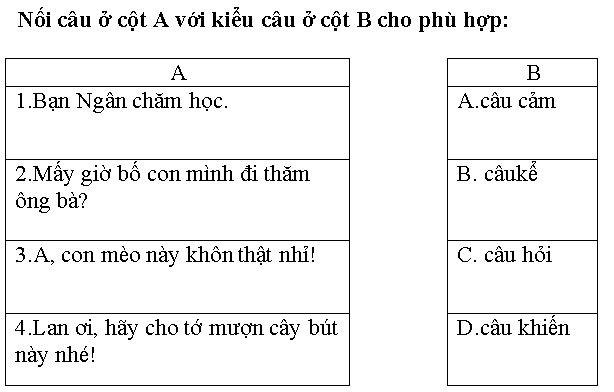 Nối câu ở cột A với kiểu câu ở cột B cho phù hợp:
A
B
1.Bạn Ngân chăm học.
A.câu cảm
2.Mấy giờ bố con mình đi thăm
ông bà?
B. câukể
3.A, con mèo này khôn thật nhỉ!
C. câu hỏi
4.Lan ơi, hãy cho tớ mượn cây bút
này nhé!
D.câu khiến